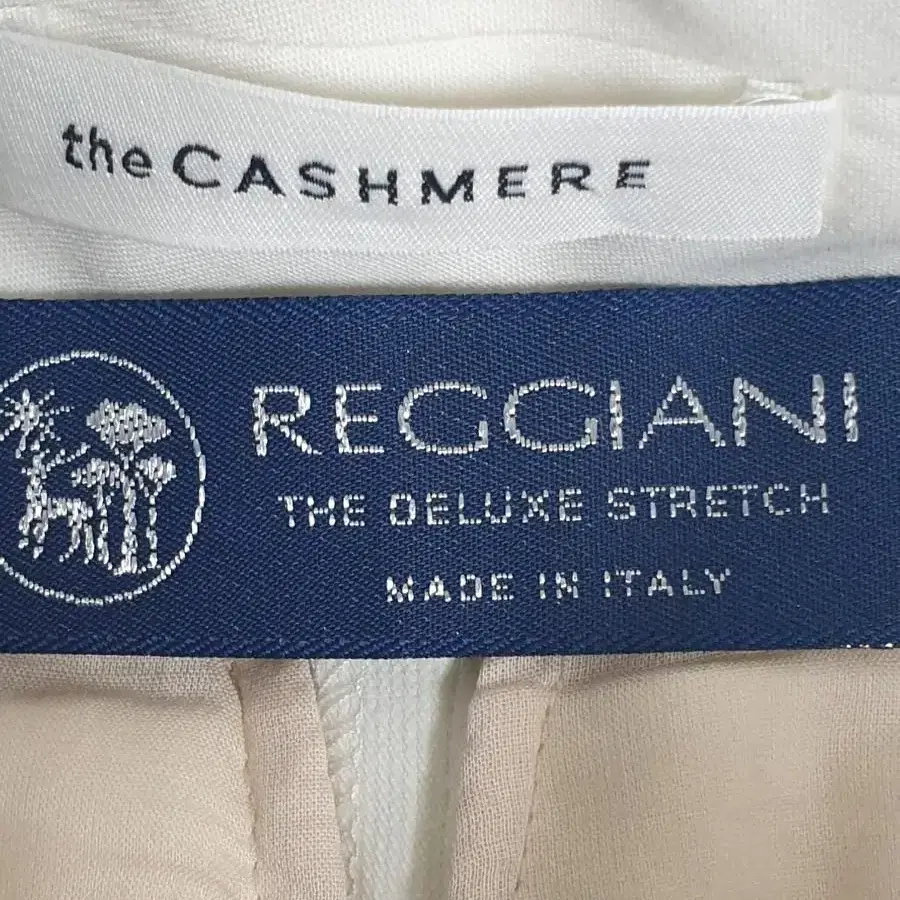 the CASHMERE
REGGIANI
THE DELUXE STRETCH
MADE IN ITALY